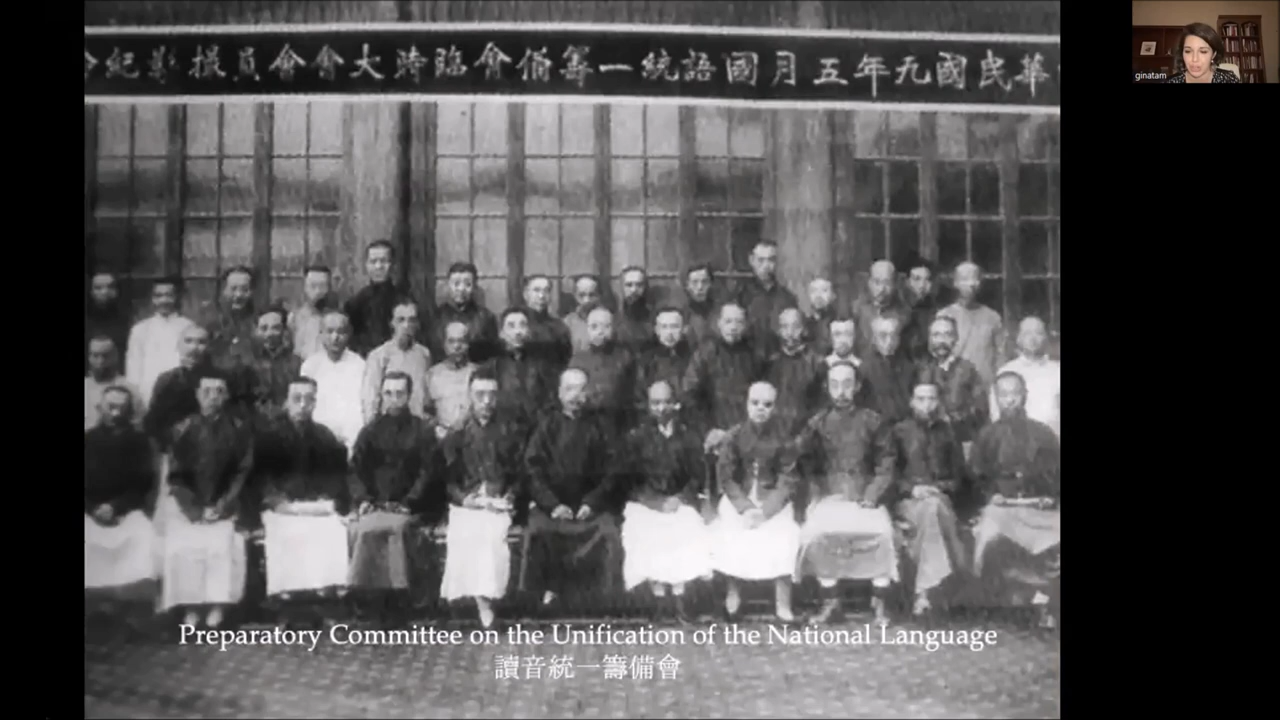 華民國九年五月國語統一籌備會臨時大會會員撮影紀
ginatam
Preparatory Committee on the Unification of the National Language
讀音統一籌備會